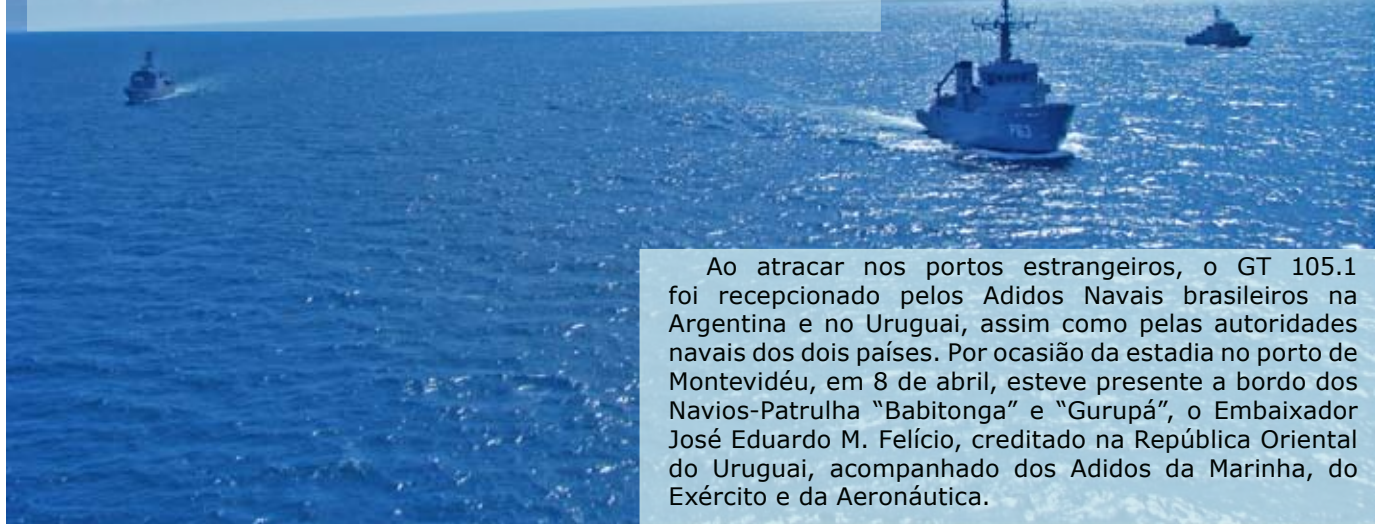 Ao atracar nos portos estrangeiros, o GT 105.1
foi recepcionado pelos Adidos Navais brasileiros na
Argentina e no Uruguai, assim como pelas autoridades
navais dos dois países. Por ocasião da estadia no porto de
Montevidéu, em 8 de abril, esteve presente a bordo dos
Navios-Patrulha “Babitonga” e “Gurupá”, o Embaixador
José Eduardo M. Felício, creditado na República Oriental
do Uruguai, acompanhado dos Adidos da Marinha, do
Exército e da Aeronáutica.